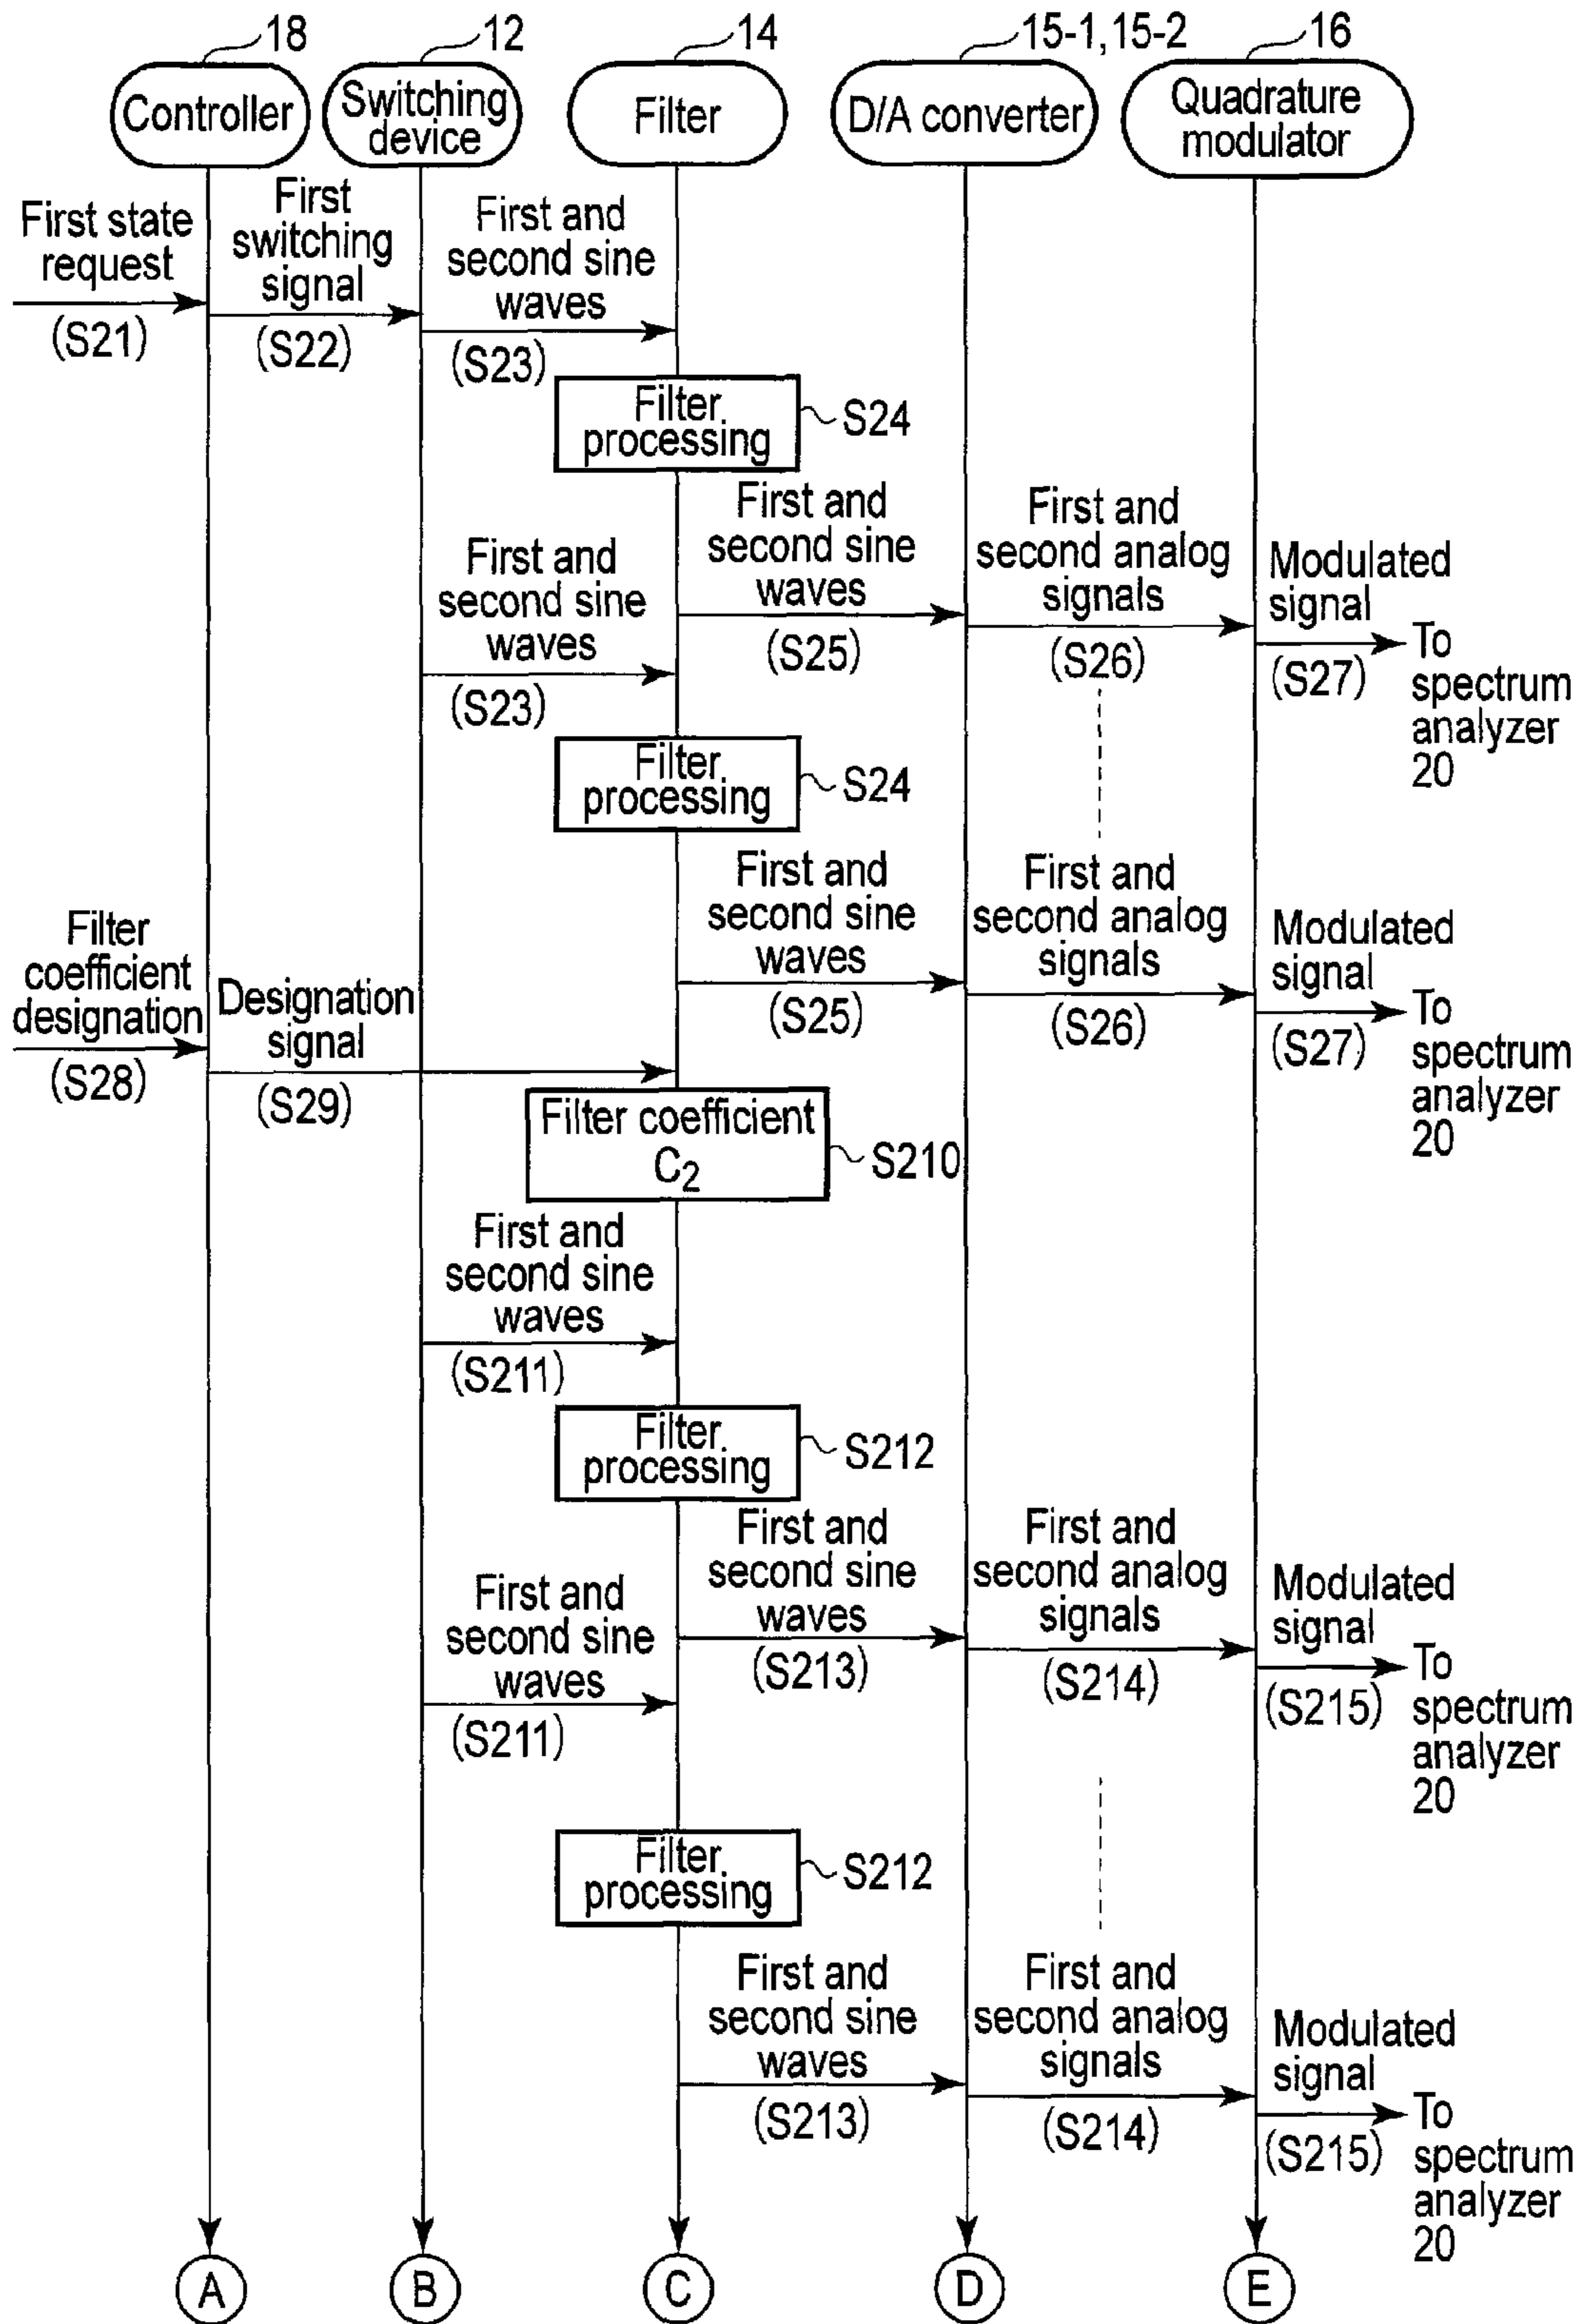 18
12
14
15-1, 15-2
16
Controller
Switching
device
Filter
D/A converter
Quadrature
modulator
First state
request
(S21)
First
switching
signal
(S22)
First and
second sine
waves
(S23)
Filter
processing
S24
First and
second sine
waves
(S23)
First and
second sine
waves
(S25)
First and
second analog
signals
(S26)
Modulated
signal
(S27)
To
spectrum
analyzer
20
Filter
processing
S24
First and
second sine
waves
(S25)
First and
second analog
signals
(S26)
Modulated
signal
(S27)
To
spectrum
analyzer
20
Filter
coefficient
designation
(S28)
Designation
signal
(S29)
Filter coefficient
C2
S210
First and
second sine
waves
(S211)
Filter
processing
S212
First and
second sine
waves
(S211)
First and
second sine
waves
(S213)
First and
second analog
signals
(S214)
Modulated
signal
(S215)
To
spectrum
analyzer
20
Filter
processing
S212
First and
second sine
waves
(S213)
First and
second analog
signals
(S214)
Modulated
signal
(S215)
To
spectrum
analyzer
20
A
B
C
D
E